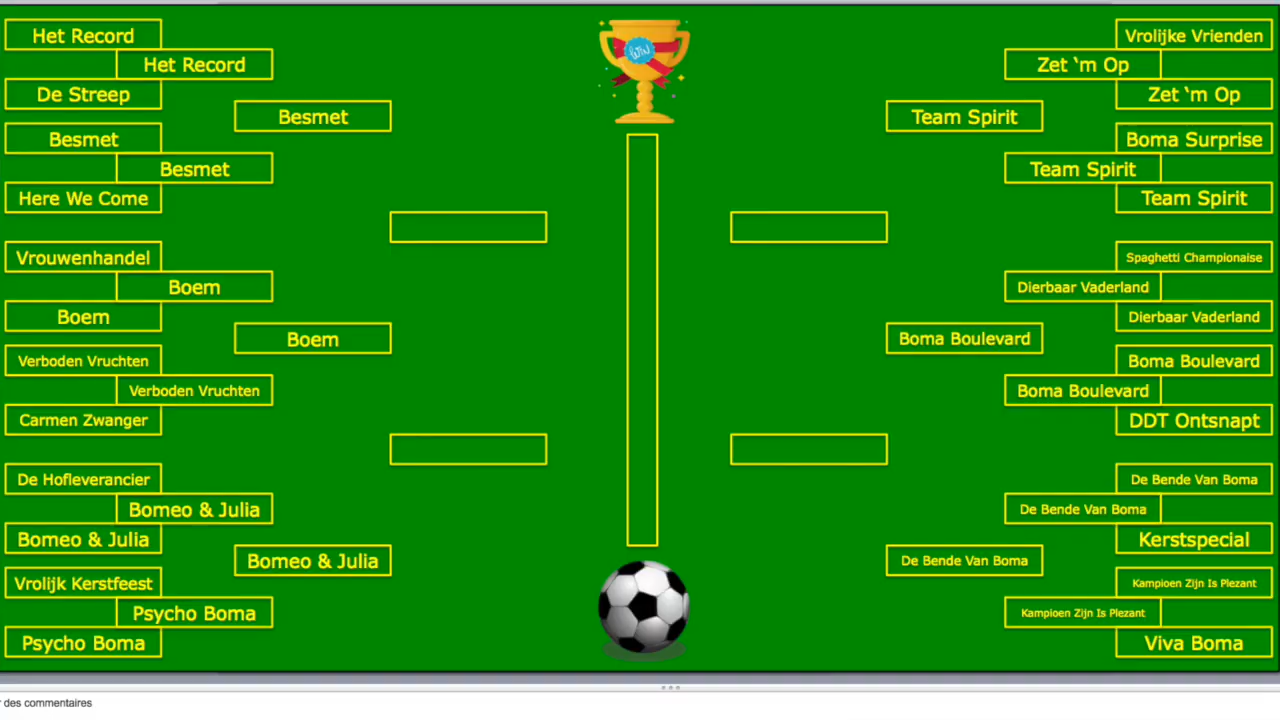 Het Record
Het Record
De Streep
Besmet
Besmet
Besmet
Here We Come
Vrouwenhandel
Boem
Boem
Boem
Verboden Vruchten
Verboden Vruchten
Carmen Zwanger
De Hofleverancier
Bomeo & Julia
Bomeo & Julia
Bomeo & Julia
Vrolijk Kerstfeest
Psycho Boma
Psycho Boma
Vrolijke Vrienden
Zet ‘m Op
Zet ‘m Op
Team Spirit
Boma Surprise
Team Spirit
Team Spirit
Spaghetti Championaise
Dierbaar Vaderland
Dierbaar Vaderland
Boma Boulevard
Boma Boulevard
Boma Boulevard
DDT Ontsnapt
De Bende Van Boma
De Bende Van Boma
Kerstspecial
De Bende Van Boma
Kampioen Zijn Is Plezant
Kampioen Zijn Is Plezant
Viva Boma
des commentaires